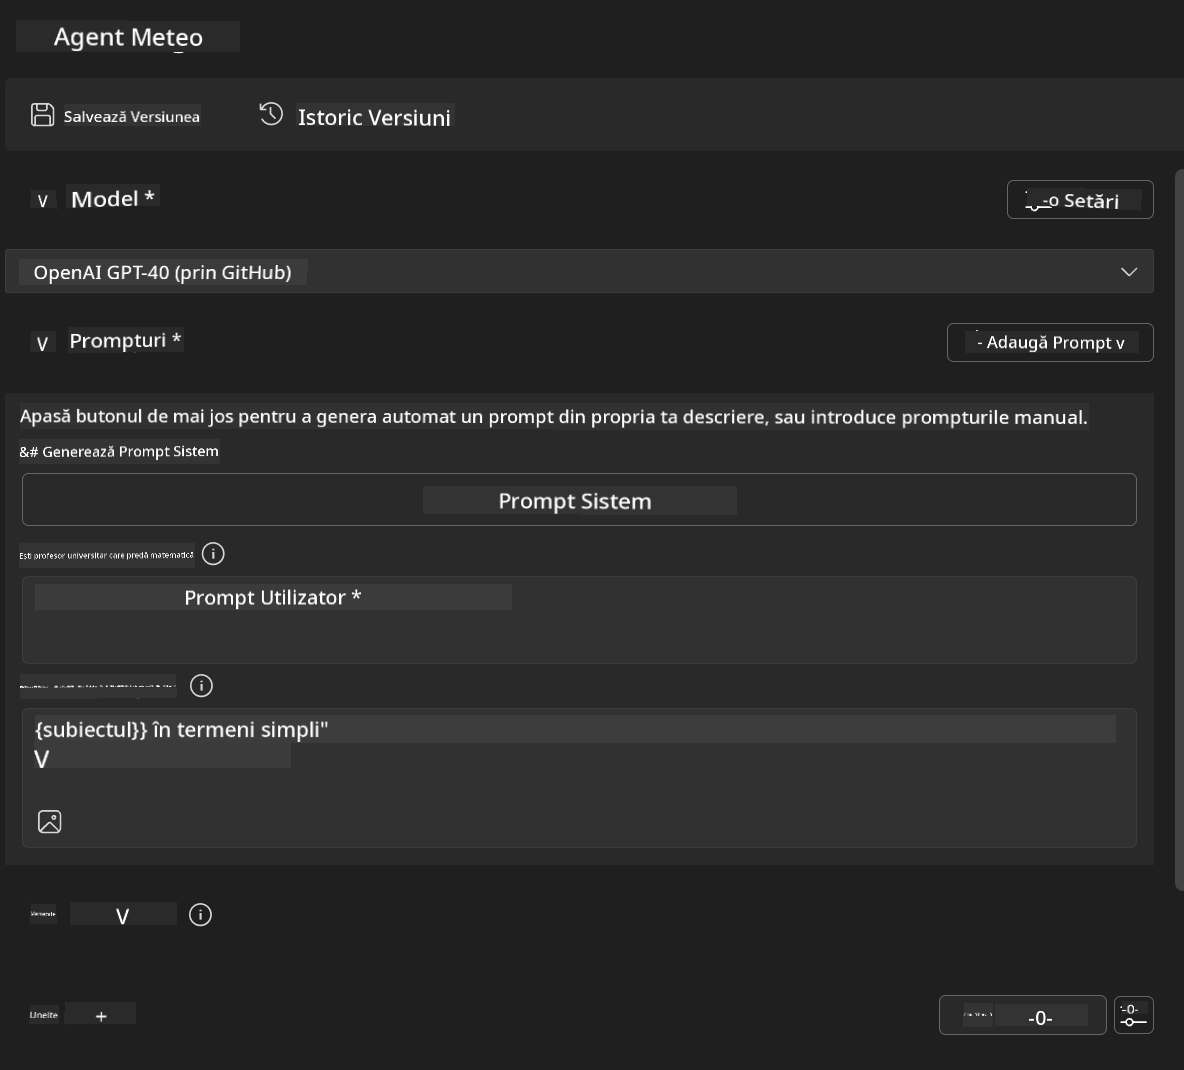 Agent Meteo
Salvează Versiunea
Istoric Versiuni
V Model *
-o Setări
OpenAI GPT-40 (prin GitHub)
V Prompturi *
- Adaugă Prompt v
Apasă butonul de mai jos pentru a genera automat un prompt din propria ta descriere, sau introduce prompturile manual.
&# Generează Prompt Sistem
Prompt Sistem
Ești profesor universitar care predă matematică
Prompt Utilizator *
{subiectul}} în termeni simpli"
V
V
Unelte +
-0-
-0-